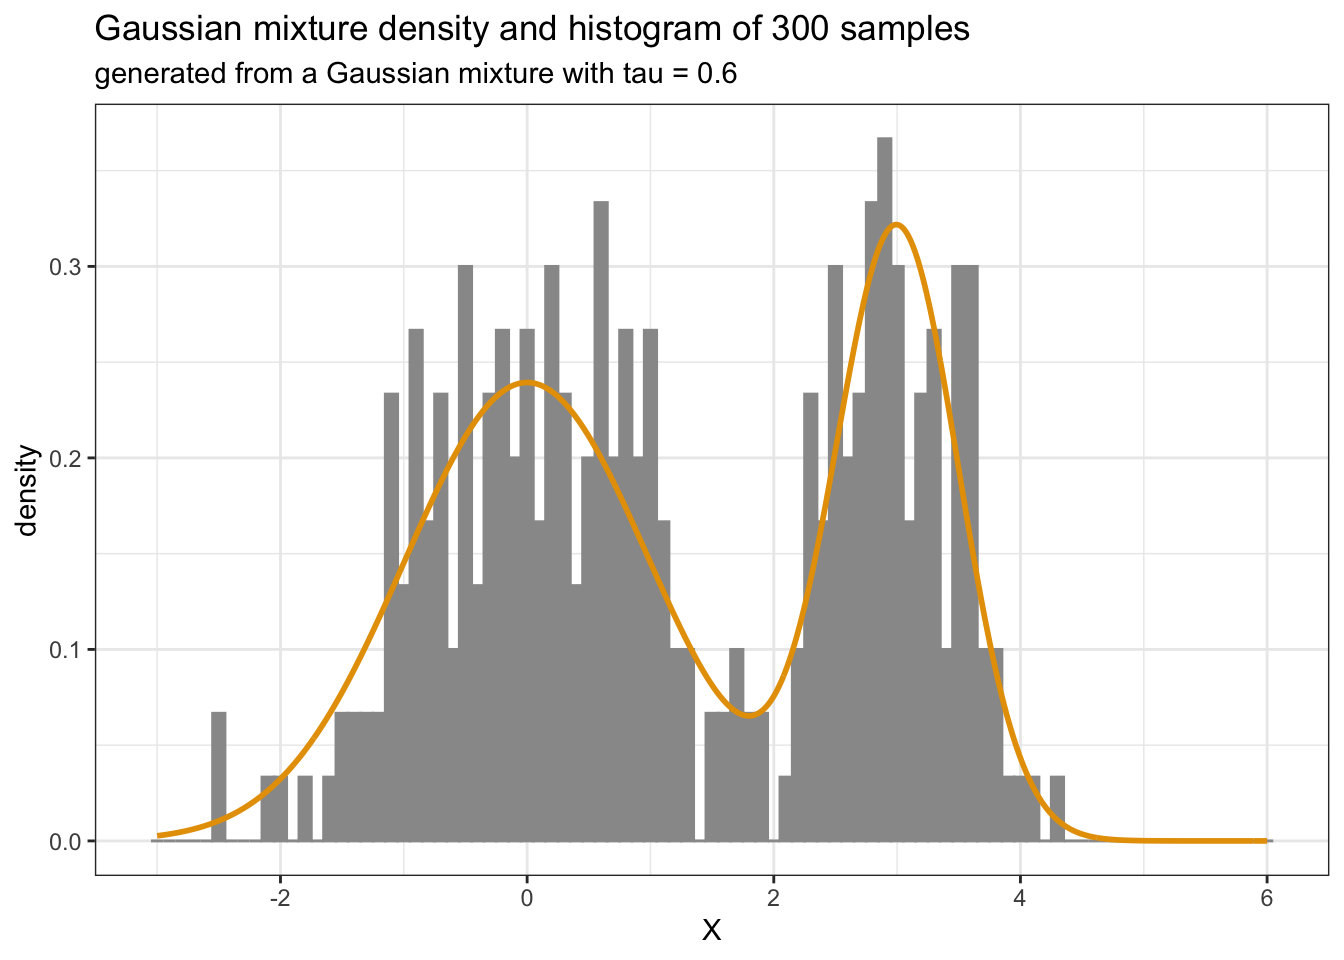 Gaussian mixture density and histogram of 300 samples
generated from a Gaussian mixture with tau = 0.6
density
0.3
0.2
0.1
0.0
-2 0 2 4 6
X